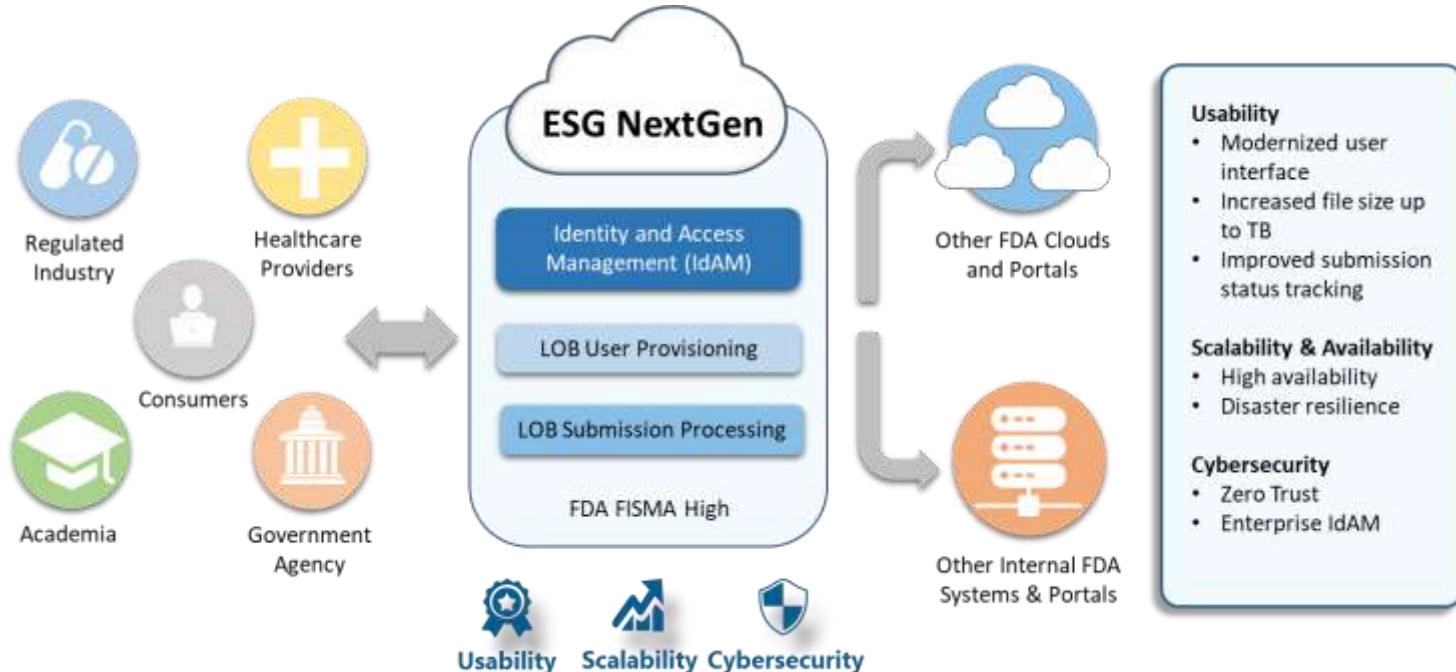 ESG NextGen
Regulated
Industry
Healthcare
Providers
Consumers
Academia
Government
Agency
Identity and Access
Management (IdAM)
LOB User Provisioning
LOB Submission Processing
FDA FISMA High
Usability
Scalability
Cybersecurity
Other FDA Clouds
and Portals
Other Internal FDA
Systems & Portals
Usability
• Modernized user
interface
• Increased file size up
to TB
• Improved submission
status tracking
Scalability & Availability
• High availability
• Disaster resilience
Cybersecurity
• Zero Trust
• Enterprise IdAM